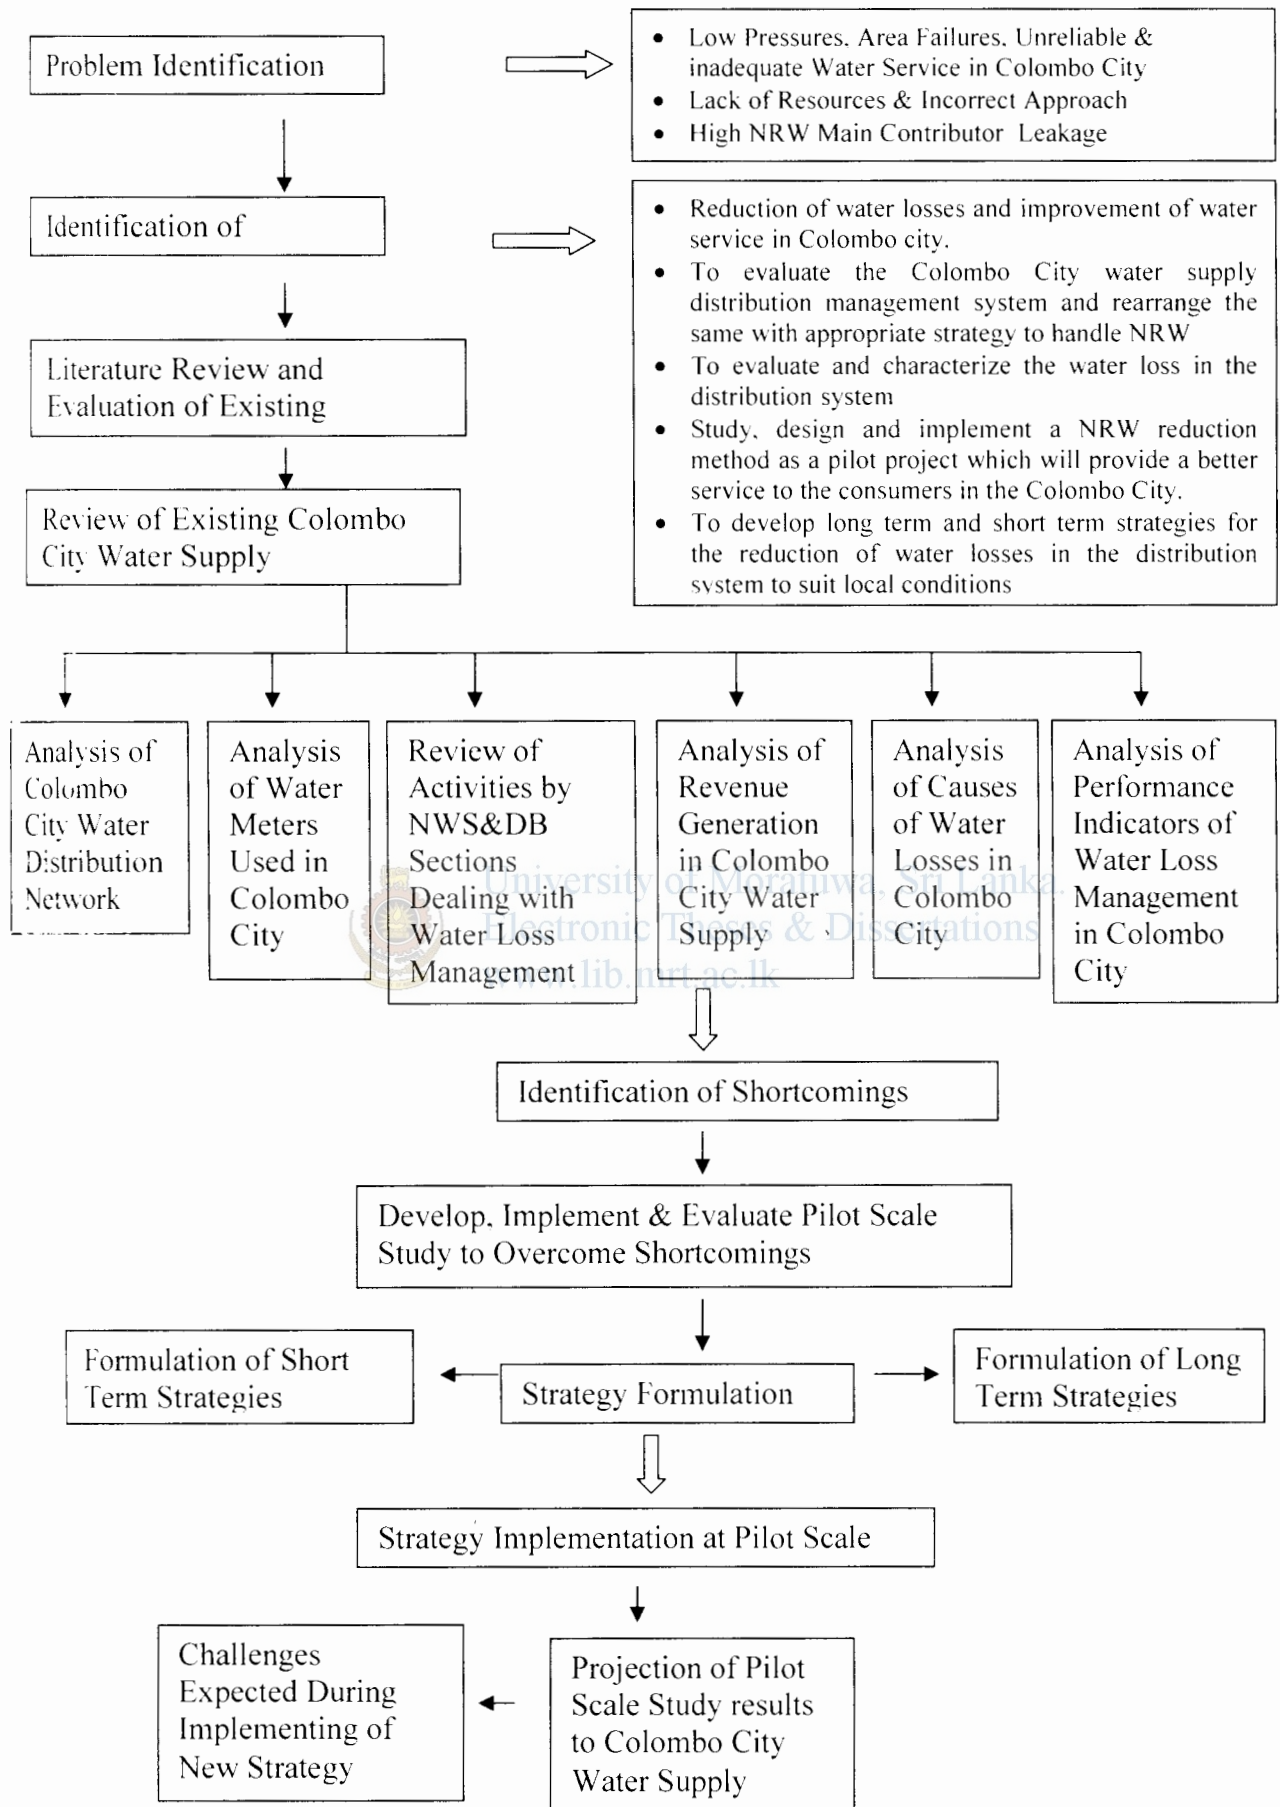 Problem Identification
• Low Pressures, Area Failures, Unreliable &
inadequate Water Service in Colombo City
• Lack of Resources & Incorrect Approach
• High NRW Main Contributor Leakage
Identification of
• Reduction of water losses and improvement of water
service in Colombo city.
• To evaluate the Colombo City water supply
distribution management system and rearrange the
same with appropriate strategy to handle NRW
• To evaluate and characterize the water loss in the
distribution system
• Study, design and implement a NRW reduction
method as a pilot project which will provide a better
service to the consumers in the Colombo City.
• To develop long term and short term strategies for
the reduction of water losses in the distribution
system to suit local conditions
Literature Review and
Evaluation of Existing
Review of Existing Colombo
City Water Supply
Analysis of
Colombo
City Water
Distribution
Network
Analysis
of Water
Meters
Used in
Colombo
City
Review of
Activities by
NWS&DB
Sections
Dealing with
Water Loss
Management
Analysis of
Revenue
Generation
in Colombo
City Water
Supply
Analysis
of Causes
of Water
Losses in
Colombo
City
Analysis of
Performance
Indicators of
Water Loss
Management
in Colombo
City
University of Moratuwa, Sri Lanka.
Electronic Theses & Dissertations
www.lib.mrt.ac.lk
Identification of Shortcomings
Develop, Implement & Evaluate Pilot Scale
Study to Overcome Shortcomings
Formulation of Short
Term Strategies
Strategy Formulation
Formulation of Long
Term Strategies
Strategy Implementation at Pilot Scale
Challenges
Expected During
Implementing of
New Strategy
Projection of Pilot
Scale Study results
to Colombo City
Water Supply